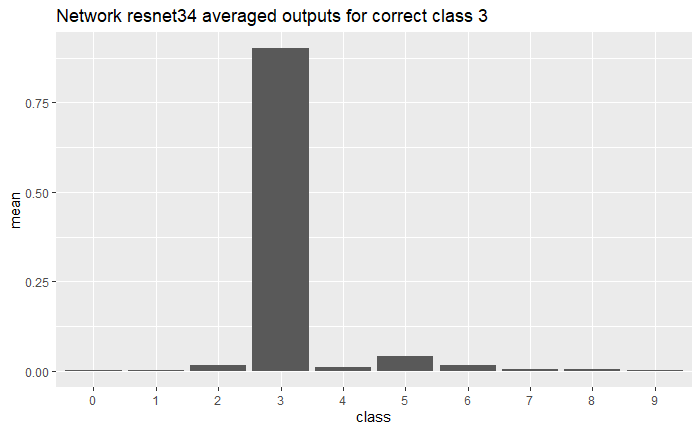 Network resnet34 averaged outputs for correct class 3
mean
0.75
0.50
0.25
0.00
0 1 2 3 4 5 6 7 8 9
class